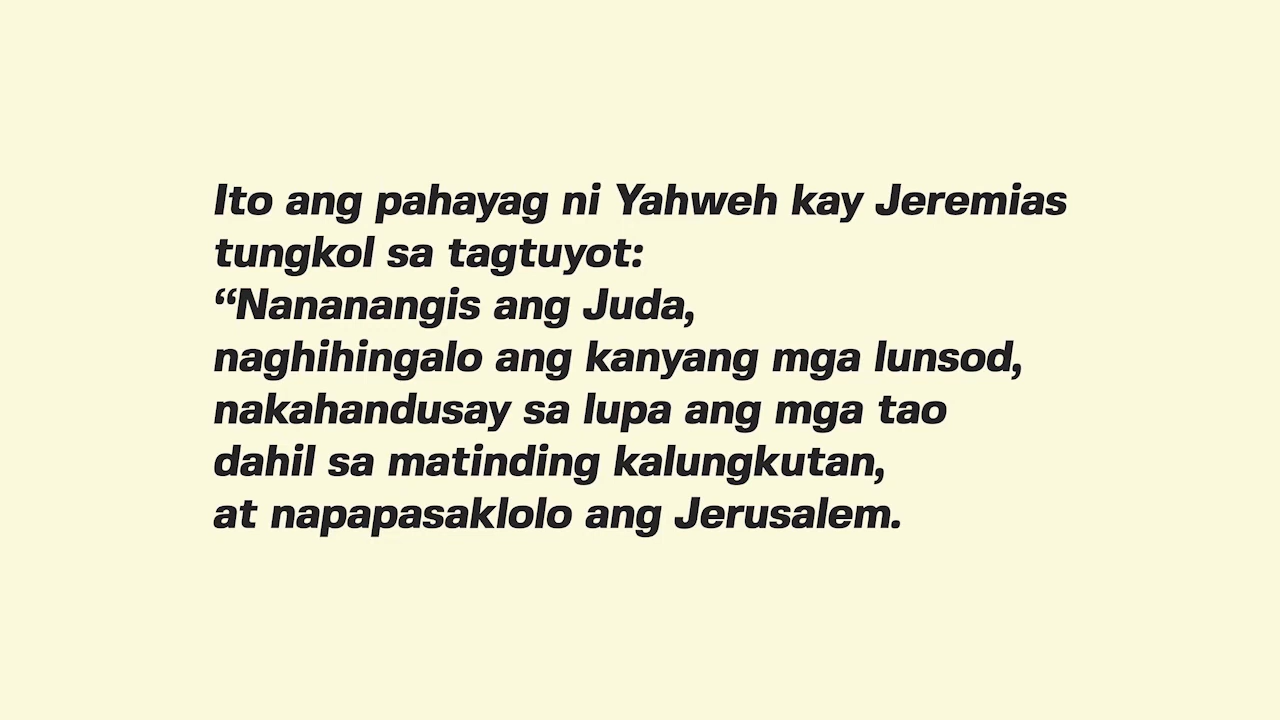 Ito ang pahayag ni Yahweh kay Jeremias
tungkol sa tagtuyot:
“Nananangis ang Juda,
naghihingalo ang kanyang mga lunsod,
nakahandusay sa lupa ang mga tao
dahil sa matinding kalungkutan,
at napapasaklolo ang Jerusalem.